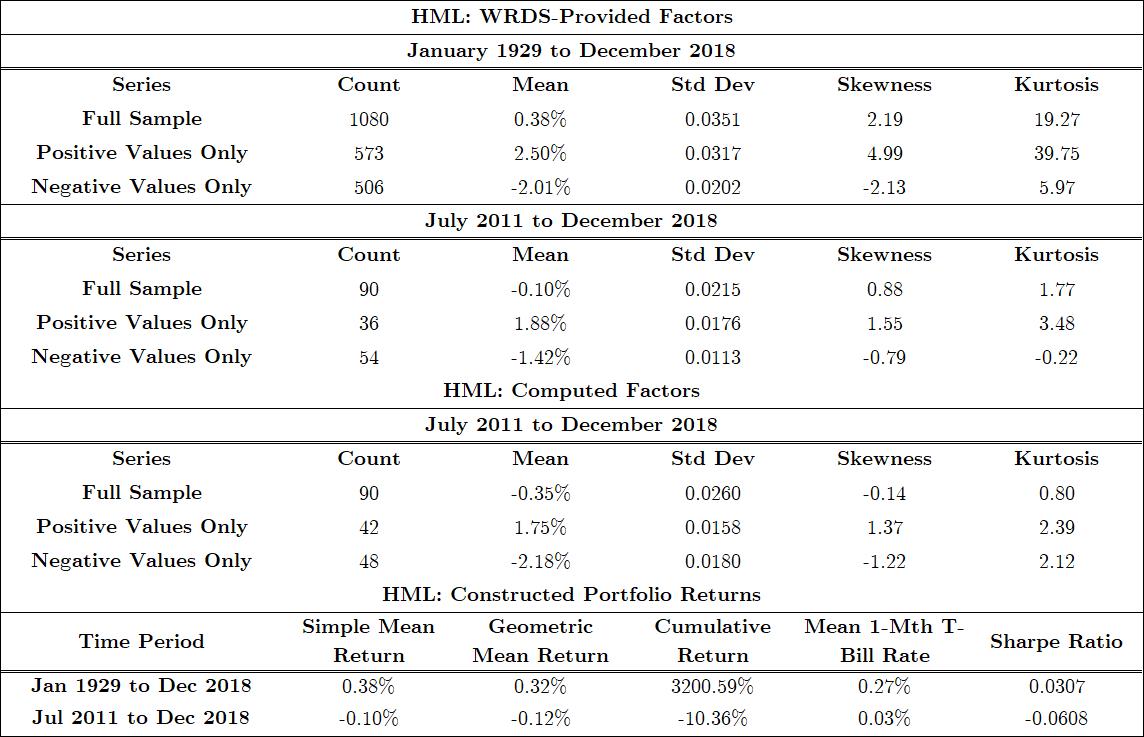 HML: WRDS-Provided Factors
January 1929 to December 2018
Series Count Mean Std Dev Skewness Kurtosis
Full Sample 1080 0.38% 0.0351 2.19 19.27
Positive Values Only 573 2.50% 0.0317 4.99 39.75
Negative Values Only 506 -2.01% 0.0202 -2.13 5.97
July 2011 to December 2018
Series Count Mean Std Dev Skewness Kurtosis
Full Sample 90 -0.10% 0.0215 0.88 1.77
Positive Values Only 36 1.88% 0.0176 1.55 3.48
Negative Values Only 54 -1.42% 0.0113 -0.79 -0.22
HML: Computed Factors
July 2011 to December 2018
Series Count Mean Std Dev Skewness Kurtosis
Full Sample 90 -0.35% 0.0260 -0.14 0.80
Positive Values Only 42 1.75% 0.0158 1.37 2.39
Negative Values Only 48 -2.18% 0.0180 -1.22 2.12
HML: Constructed Portfolio Returns
Time Period Simple Mean Return Geometric Mean Return Cumulative Return Mean 1-Mth T-Bill Rate Sharpe Ratio
Jan 1929 to Dec 2018 0.38% 0.32% 3200.59% 0.27% 0.0307
Jul 2011 to Dec 2018 -0.10% -0.12% -10.36% 0.03% -0.0608